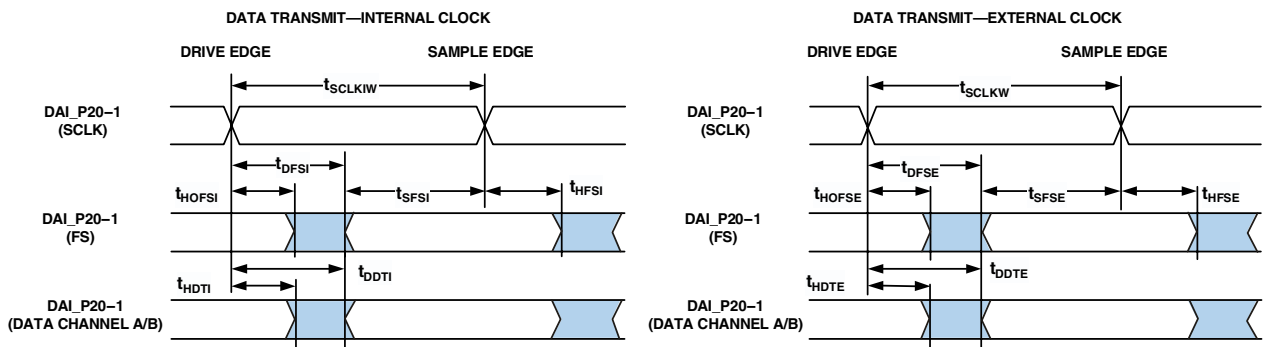 DATA TRANSMIT—INTERNAL CLOCK
DRIVE EDGE
SAMPLE EDGE
tSCLKIW
DAI_P20–1
(SCLK)
tDFSI
tHOFSI
tSFSI
tHFSI
DAI_P20–1
(FS)
tDDTI
tHDTI
DAI_P20–1
(DATA CHANNEL A/B)
DATA TRANSMIT—EXTERNAL CLOCK
DRIVE EDGE
SAMPLE EDGE
tSCLKW
DAI_P20–1
(SCLK)
tDFSE
tHOFSE
tSFSE
tHFSE
DAI_P20–1
(FS)
tDDTE
tHDTE
DAI_P20–1
(DATA CHANNEL A/B)